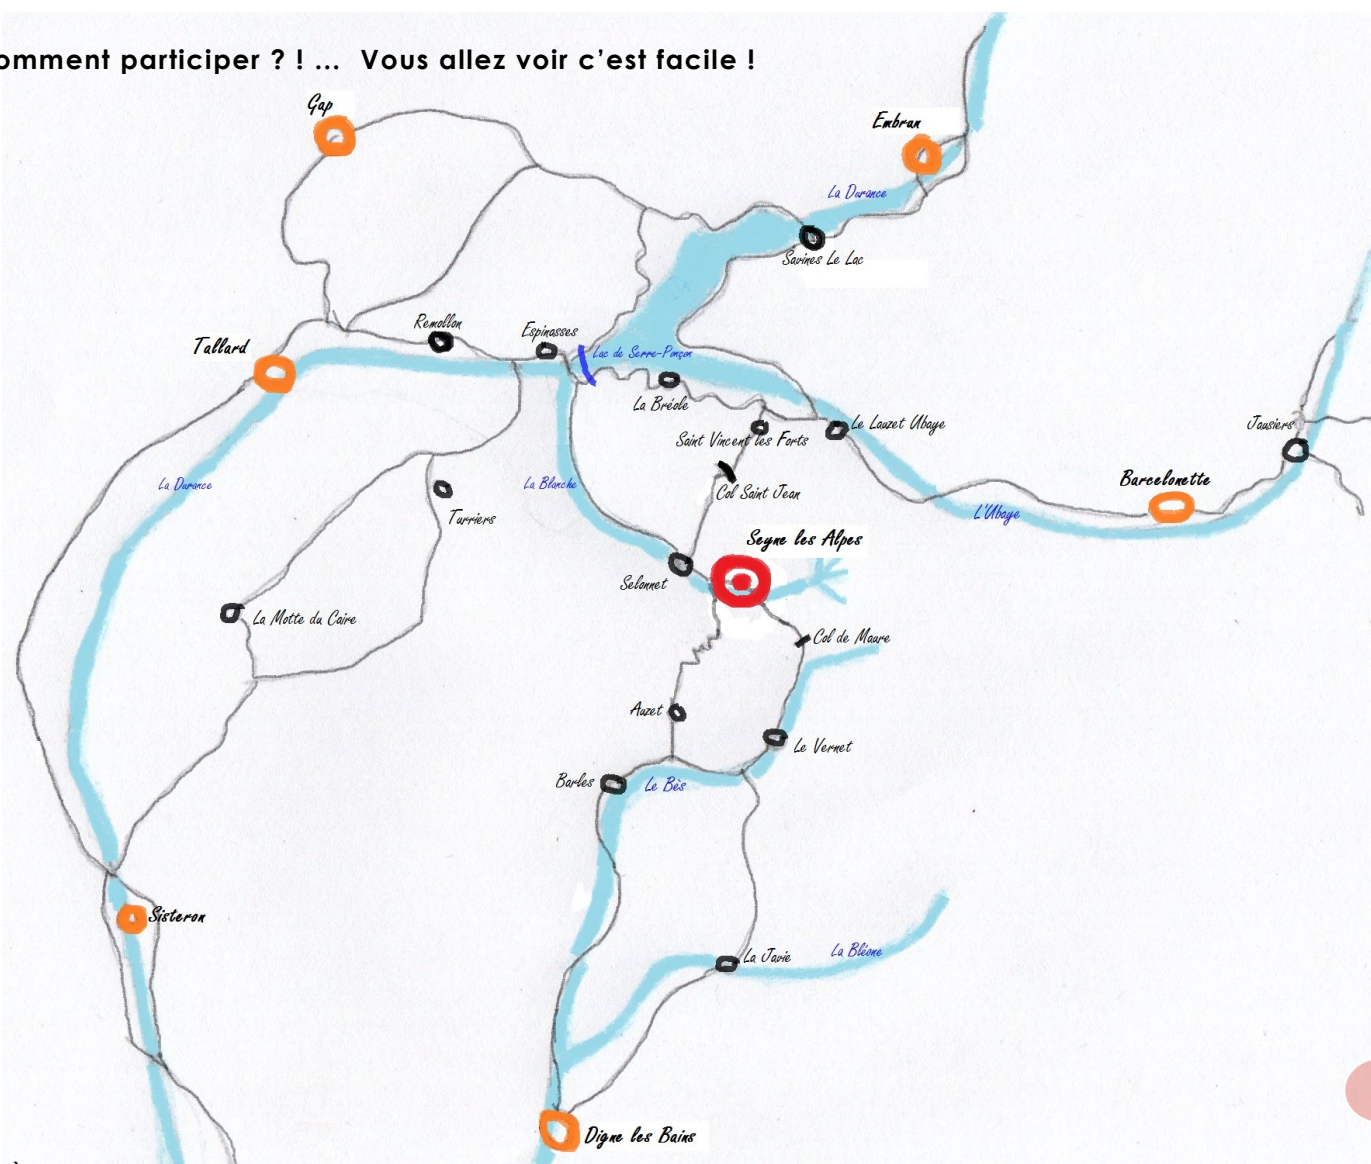 omment participer ? ! ... Vous allez voir c’est facile !
Gap
Embrun
La Durance
Savines Le Lac
Remollon
Espinasses
Tallard
Lac de Serre-Ponçon
La Bréole
Saint Vincent les Forts
Le Lauzet Ubaye
Jausiers
La Durance
La Blanche
Col Saint Jean
Barcelonette
L'Ubaye
Turriers
Seyne les Alpes
Selonnet
La Motte du Caire
Col de Maure
Auzet
Le Vernet
Barles
Le Bès
Sisteron
La Javie
La Bléone
Digne les Bains